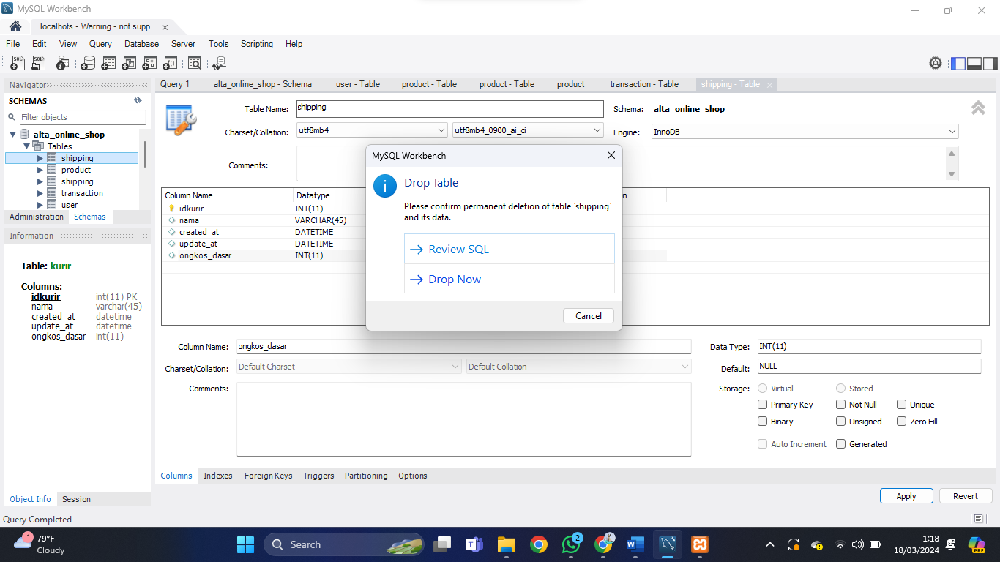 MySQL Workbench
localhots - Warning - not supp...
File Edit View Query Database Server Tools Scripting Help
Navigator
SCHEMAS
Filter objects
alta_online_shop
Tables
shipping
product
shipping
transaction
user
Administration Schemas
Information
Table: kurir
Columns:
idkurir int(11) PK
nama varchar(45)
created_at datetime
update_at datetime
ongkos_dasar int(11)
Object Info Session
Query Completed
Query 1 alta_online_shop - Schema user - Table product - Table product - Table product transaction - Table shipping - Table
Table Name: shipping Schema: alta_online_shop
Charset/Collation: utf8mb4 utf8mb4_0900_ai_ci Engine: InnoDB
Comments:
Column Name Datatype
idkurir INT(11)
nama VARCHAR(45)
created_at DATETIME
update_at DATETIME
ongkos_dasar INT(11)
MySQL Workbench
Drop Table
Please confirm permanent deletion of table `shipping`
and its data.
Review SQL
Drop Now
Cancel
Column Name: ongkos_dasar Data Type: INT(11)
Charset/Collation: Default Charset Default Collation Default: NULL
Comments: Storage: Virtual Stored
Primary Key Not Null Unique
Binary Unsigned Zero Fill
Auto Increment Generated
Columns Indexes Foreign Keys Triggers Partitioning Options
Apply Revert
1 79°F
Cloudy
Search
2
1:18
18/03/2024
PRE